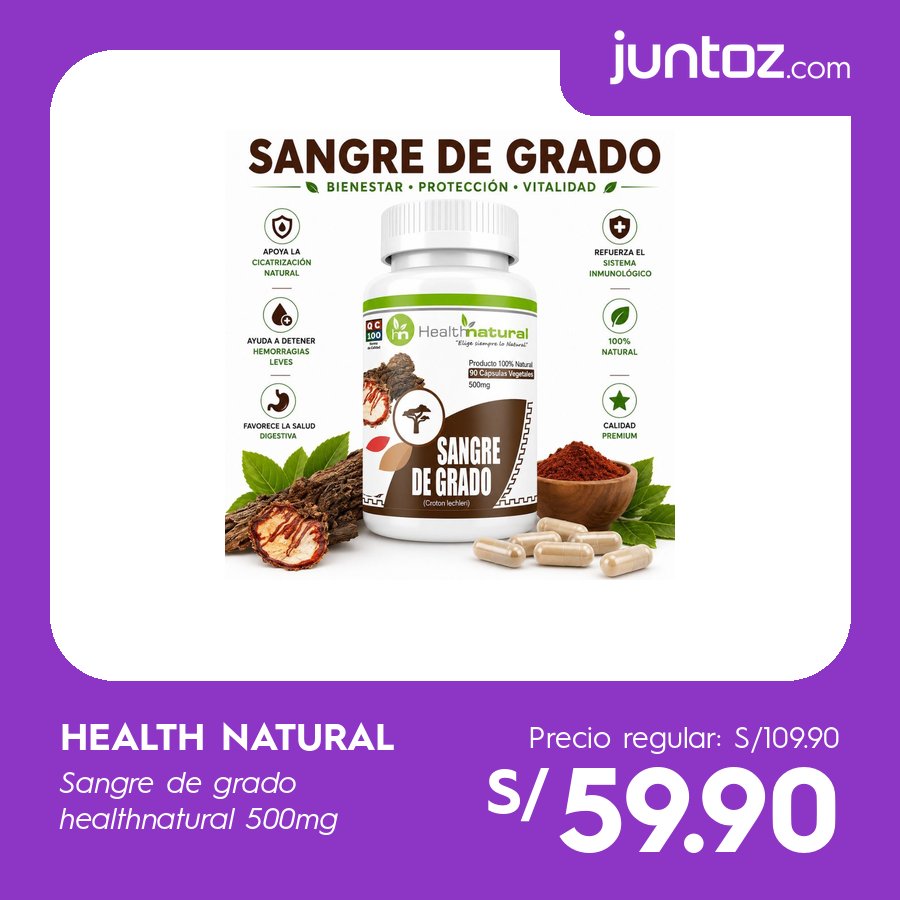 juntoz.com
SANGRE DE GRADO
BIENESTAR • PROTECCIÓN • VITALIDAD
APOYA LA
CICATRIZACIÓN
NATURAL
AYUDA A DETENER
HEMORRAGIAS
LEVES
FAVORECE LA SALUD
DIGESTIVA
REFUERZA EL
SISTEMA
INMUNOLÓGICO
100%
NATURAL
CALIDAD
PREMIUM
QC
100
hn
Healthnatural
"Elige siempre lo Natural"
Producto 100% Natural
90 Cápsulas Vegetales
500mg
SANGRE
DE GRADO
(Croton lechleri)
HEALTH NATURAL
Sangre de grado
healthnatural 500mg
Precio regular: S/109.90
S/59.90